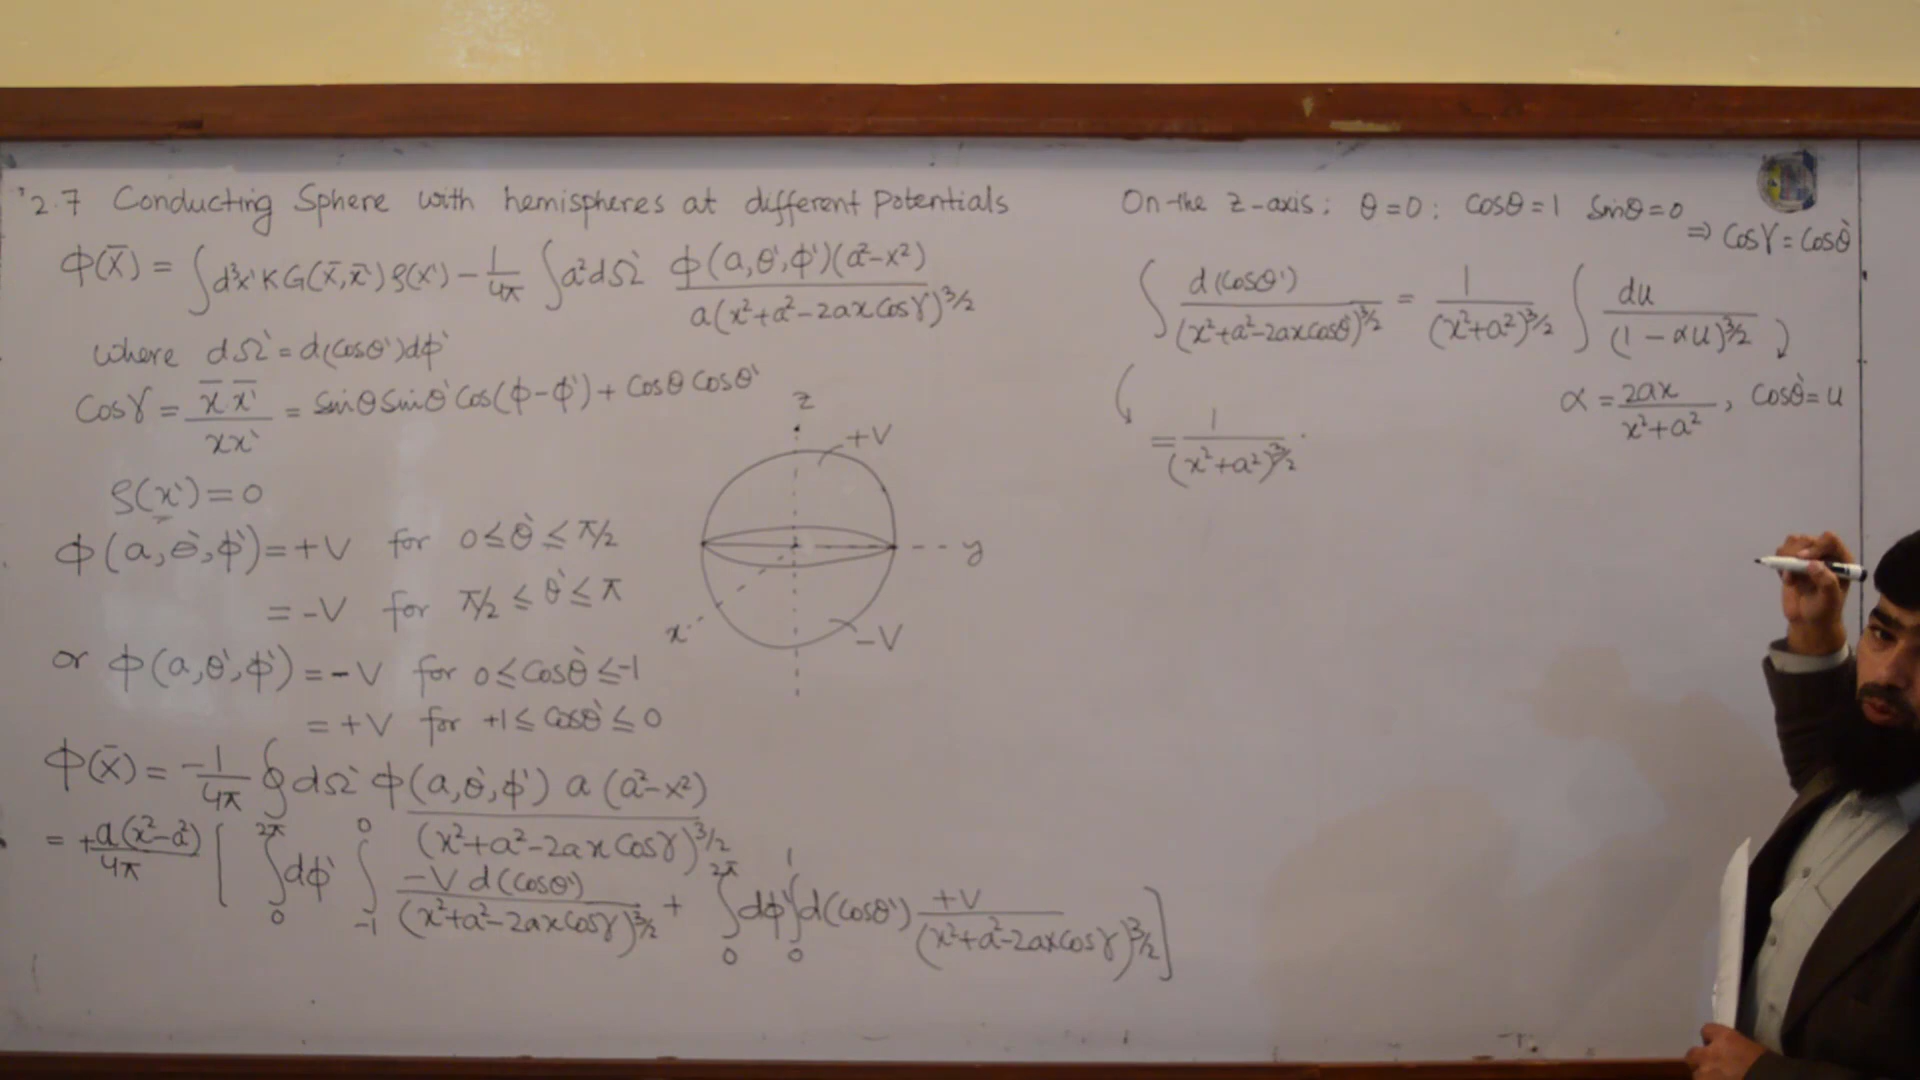 2.7 Conducting Sphere with hemispheres at different Potentials
Φ(x̄) = ∫d³x' K G(x̄,x̄') ρ(x') − 1/4π ∫a²dΩ' Φ(a,θ',φ')(a²−x²) / a(x²+a²−2ax Cosγ)^3/2
where dΩ' = d(Cosθ')dφ'
Cosγ = x̄.x̄' / xx' = Sinθ Sinθ' Cos(φ−φ') + Cosθ Cosθ'
ρ(x') = 0
Φ(a,θ',φ') = +V for 0≤θ'≤π/2
= −V for π/2≤θ'≤π
or Φ(a,θ',φ') = −V for 0≤Cosθ'≤−1
= +V for +1≤Cosθ'≤0
Φ(x̄) = −1/4π ∮dΩ' Φ(a,θ',φ') a(a²−x²) / (x²+a²−2ax Cosγ)^3/2
= +a(x²−a²)/4π [ ∫₀^2π dφ' ∫₋₁^0 −V d(Cosθ') / (x²+a²−2ax Cosγ)^3/2 + ∫₀^2π dφ' ∫₀^1 d(Cosθ') +V / (x²+a²−2ax Cosγ)^3/2 ]
z
+V
y
x
−V
On the z-axis: θ=0: Cosθ=1 Sinθ=0
⇒ Cosγ = Cosθ'
∫ d(Cosθ') / (x²+a²−2ax Cosθ')^3/2 = 1/(x²+a²)^3/2 ∫ du / (1−αu)^3/2
α = 2ax / x²+a², Cosθ' = u
= 1/(x²+a²)^3/2 ·